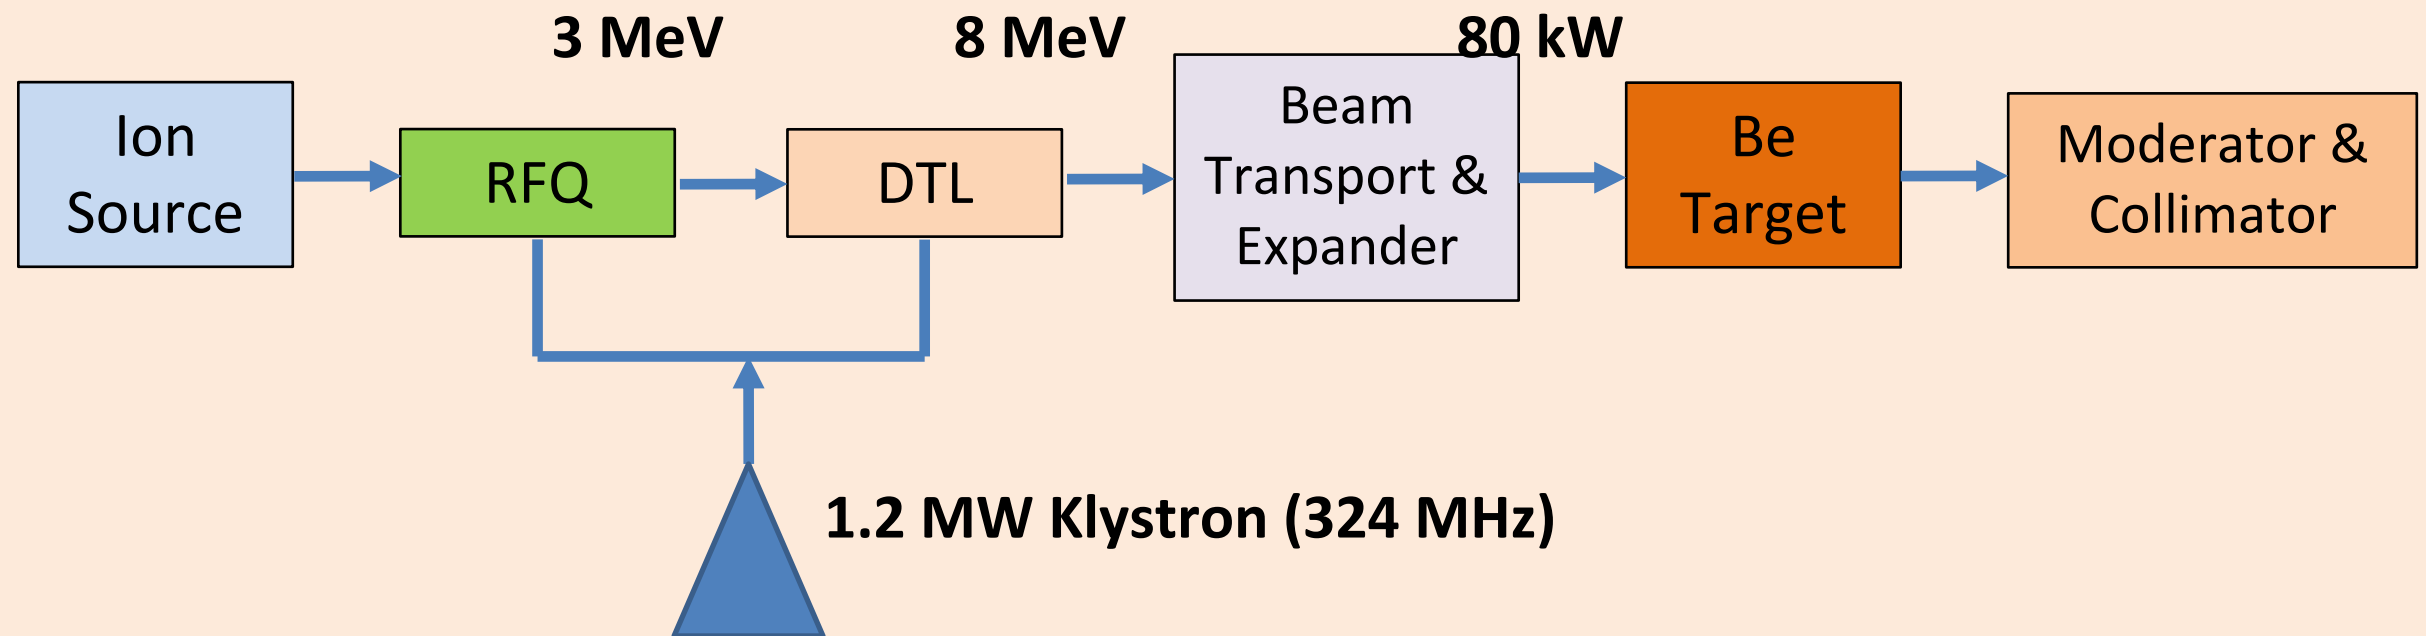 3 MeV
8 MeV
80 kW
Ion
Source
RFQ
DTL
Beam
Transport &
Expander
Be
Target
Moderator &
Collimator
1.2 MW Klystron (324 MHz)